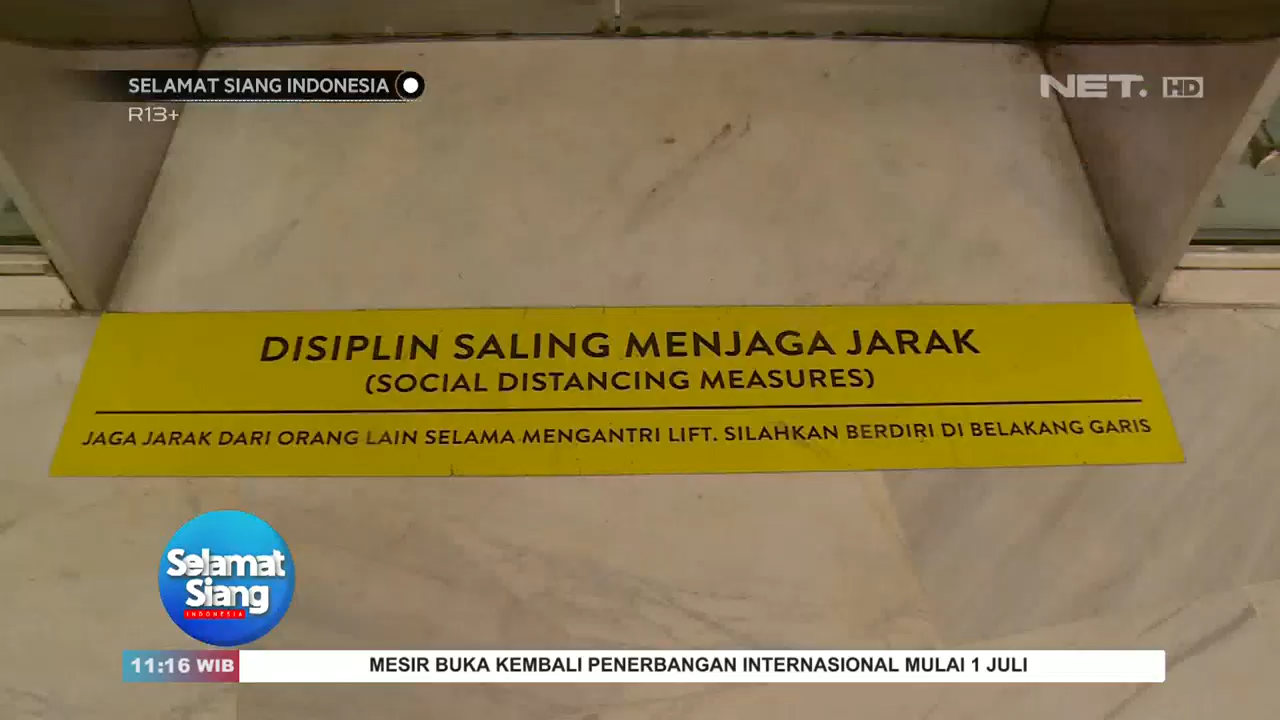 SELAMAT SIANG INDONESIA
R13+
NET. HD
DISIPLIN SALING MENJAGA JARAK
(SOCIAL DISTANCING MEASURES)
JAGA JARAK DARI ORANG LAIN SELAMA MENGANTRI LIFT. SILAHKAN BERDIRI DI BELAKANG GARIS
Selamat
Siang
INDONESIA
11:16 WIB MESIR BUKA KEMBALI PENERBANGAN INTERNASIONAL MULAI 1 JULI